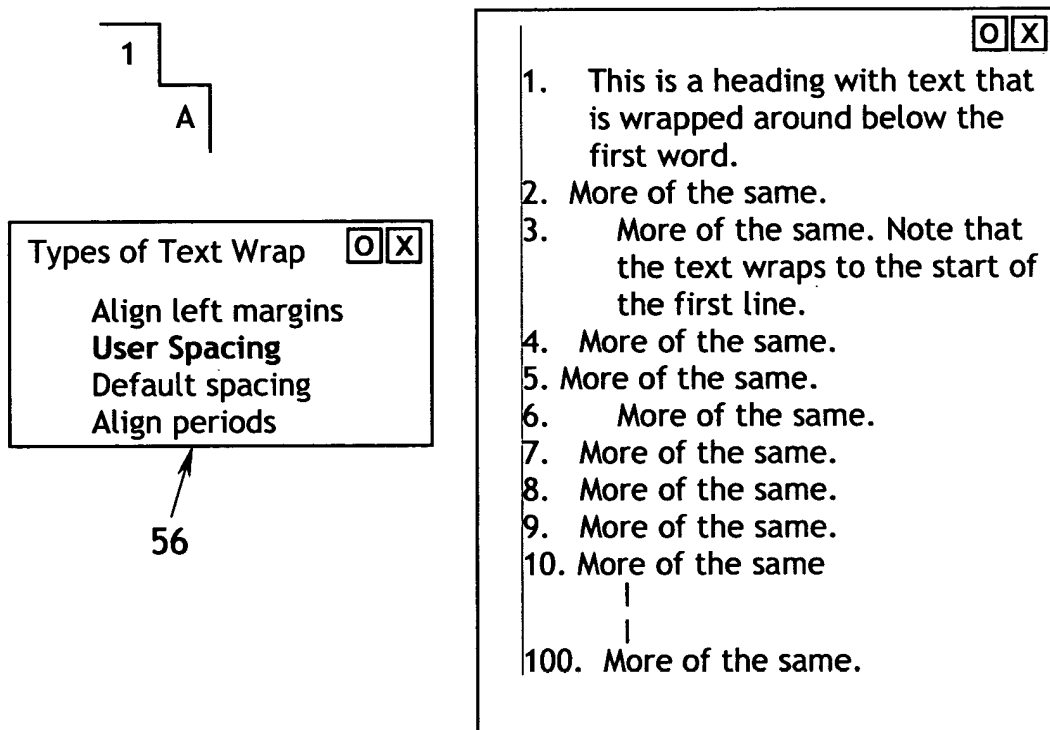 1
A
Types of Text Wrap O X
Align left margins
User Spacing
Default spacing
Align periods
56
O X
1. This is a heading with text that
is wrapped around below the
first word.
2. More of the same.
3. More of the same. Note that
the text wraps to the start of
the first line.
4. More of the same.
5. More of the same.
6. More of the same.
7. More of the same.
8. More of the same.
9. More of the same.
10. More of the same
100. More of the same.